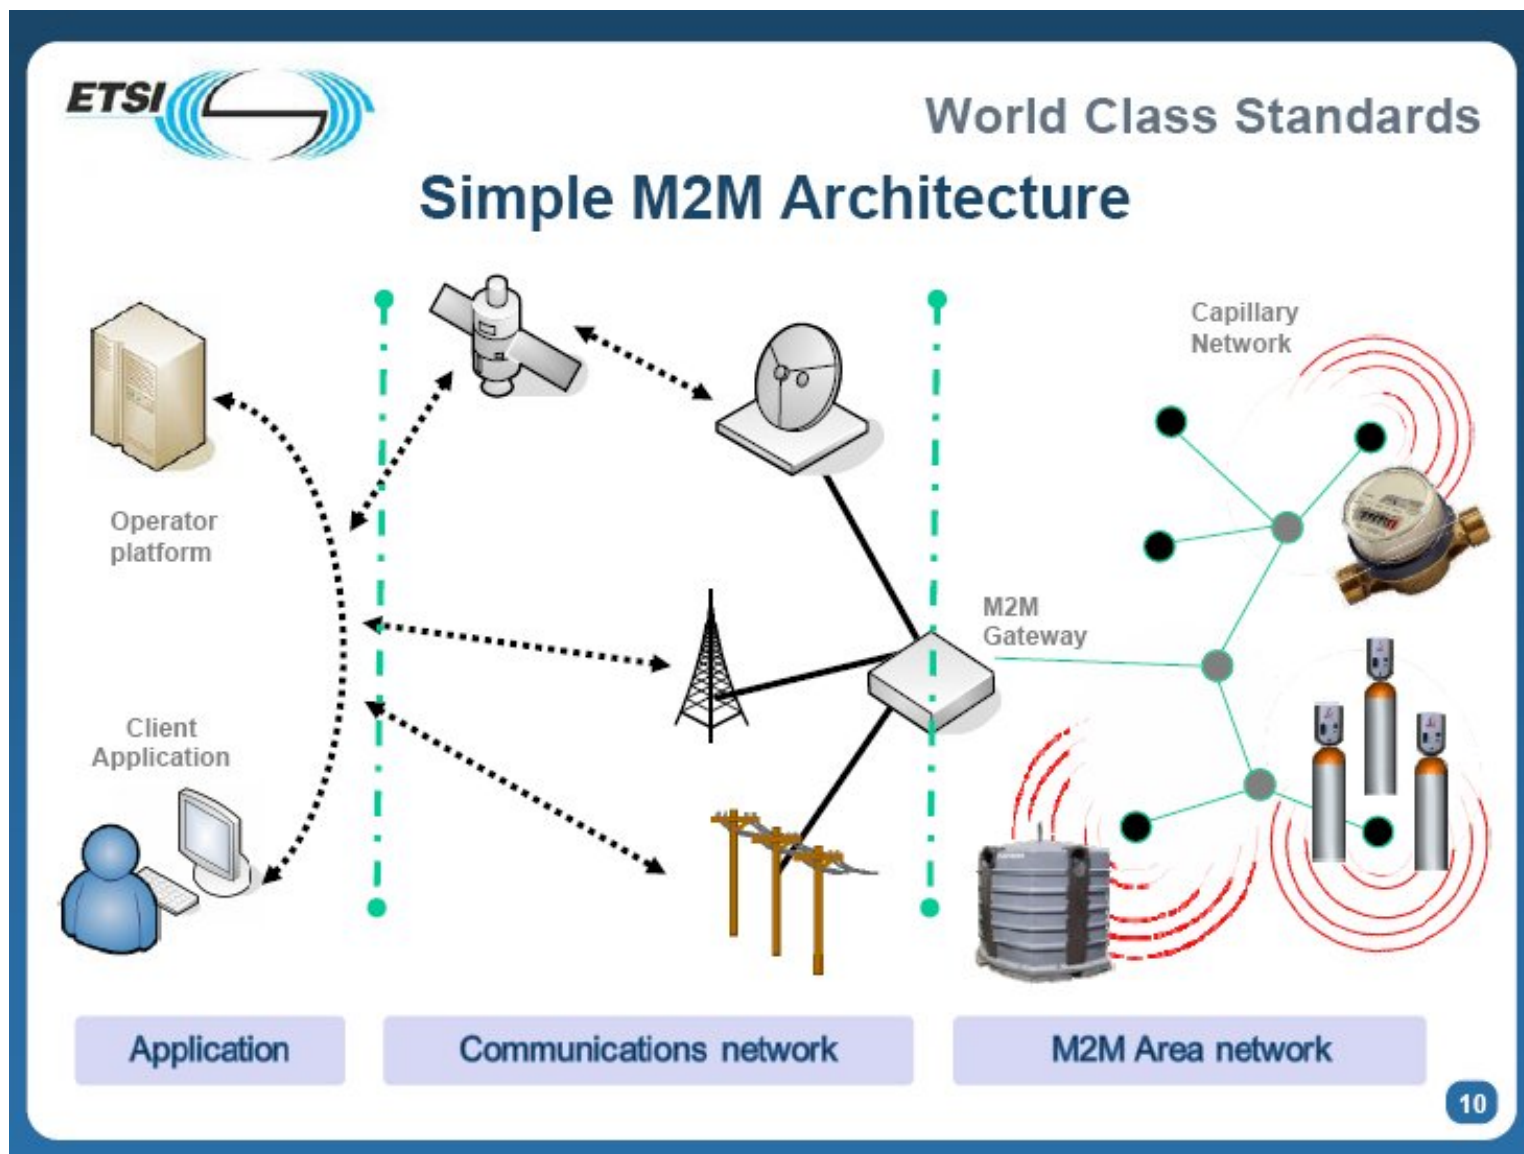 ETSI
World Class Standards
Simple M2M Architecture
Capillary
Network
Operator
platform
M2M
Gateway
Client
Application
Application
Communications network
M2M Area network
10